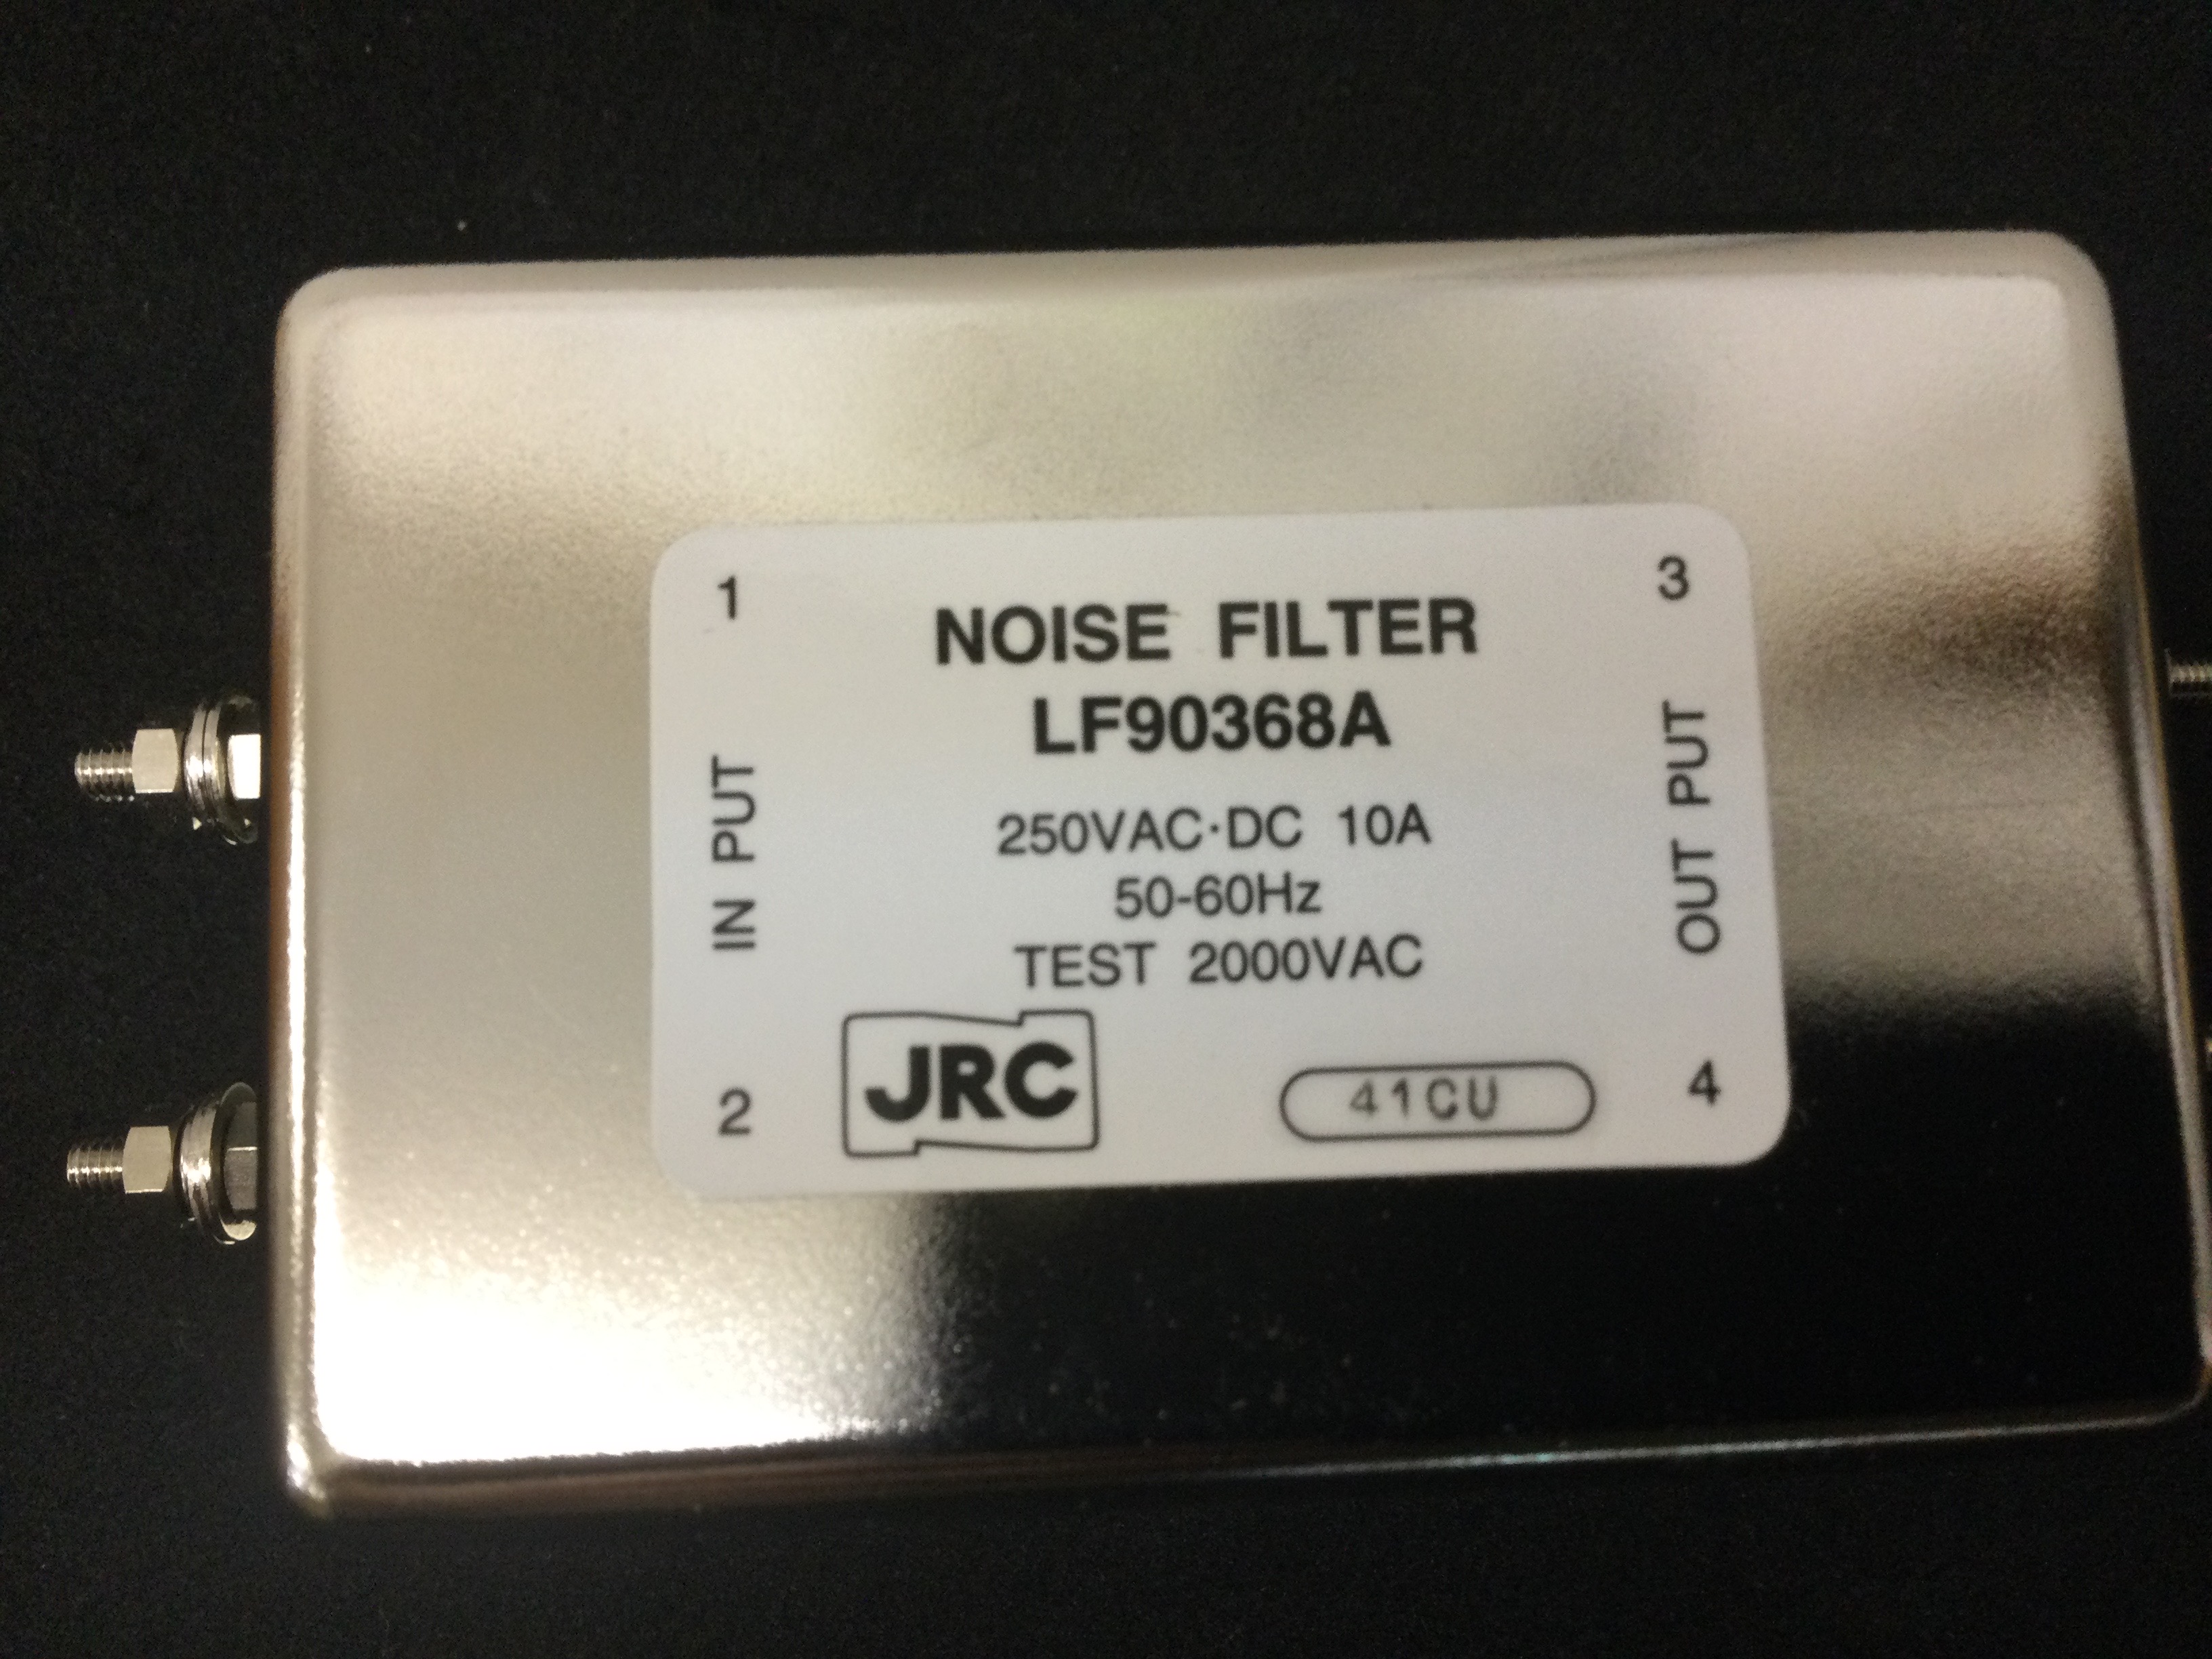 1
3
NOISE FILTER
LF90368A
IN PUT
OUT PUT
250VAC·DC 10A
50-60Hz
TEST 2000VAC
2
JRC
41CU
4